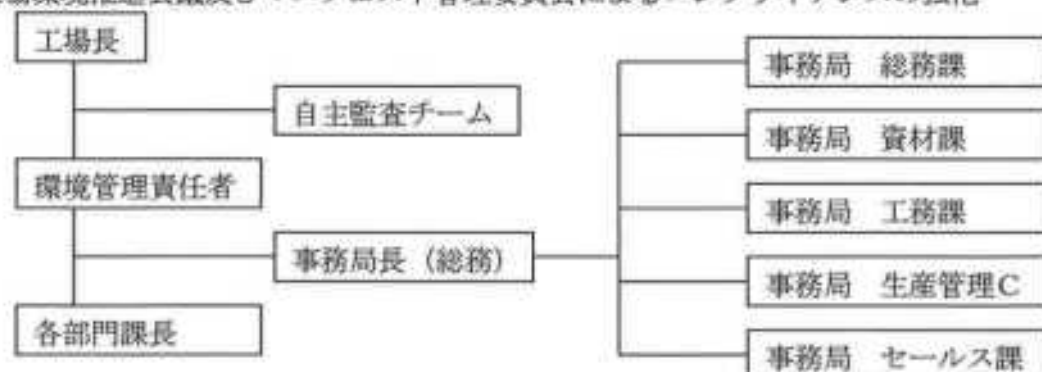 工場長
自主監査チーム
環境管理責任者
事務局長（総務）
各部門課長
事務局　総務課
事務局　資材課
事務局　工務課
事務局　生産管理C
事務局　セールス課